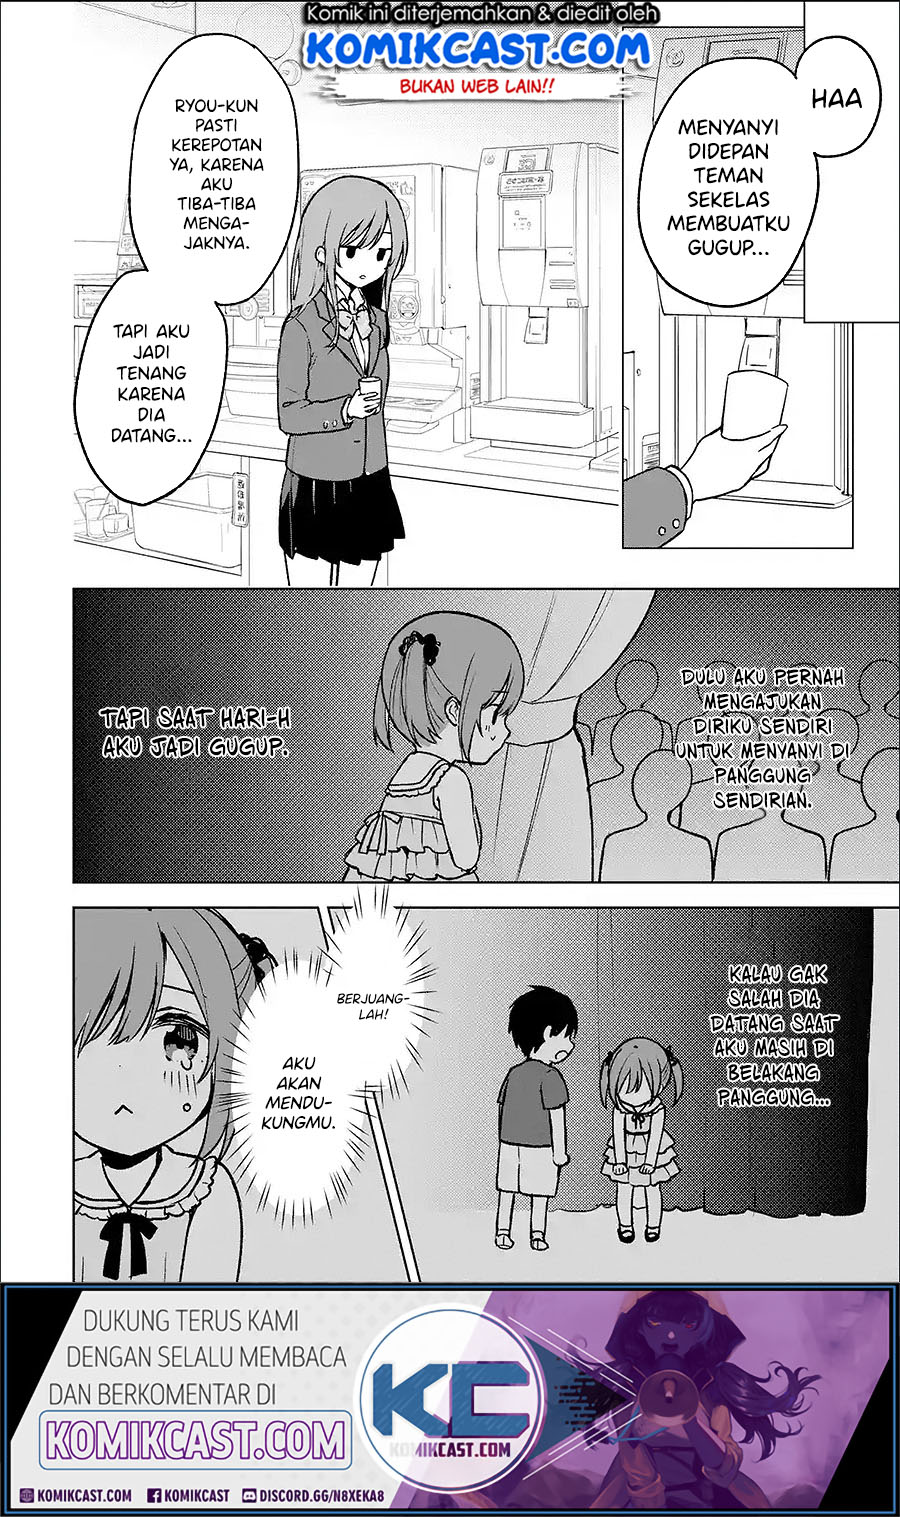 Komik ini diterjemahkan & diedit oleh
KOMIKCAST.COM
BUKAN WEB LAIN!!
HAA
MENYANYI
DIDEPAN
TEMAN
SEKELAS
MEMBUATKU
GUGUP...
RYOU-KUN
PASTI
KEREPOTAN
YA, KARENA
AKU
TIBA-TIBA
MENGA-
JAKNYA.
TAPI AKU
JADI
TENANG
KARENA
DIA
DATANG...
DULU AKU PERNAH
MENGAJUKAN
DIRIKU SENDIRI
UNTUK MENYANYI DI
PANGGUNG
SENDIRIAN.
TAPI SAAT HARI-H
AKU JADI GUGUP.
KALAU GAK
SALAH DIA
DATANG SAAT
AKU MASIH DI
BELAKANG
PANGGUNG...
BERJUANG-
LAH!
AKU
AKAN
MENDU-
KUNGMU.
DUKUNG TERUS KAMI
DENGAN SELALU MEMBACA
DAN BERKOMENTAR DI
KOMIKCAST.COM
KOMIKCAST.COM
KOMIKCAST
DISCORD.GG/N8XEKA8
KC
KOMIKCAST.COM